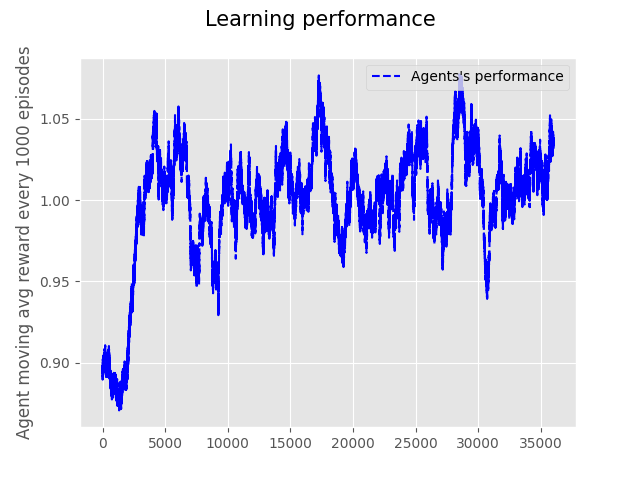 Learning performance
Agents's performance
Agent moving avg reward every 1000 episodes
1.05
1.00
0.95
0.90
0 5000 10000 15000 20000 25000 30000 35000